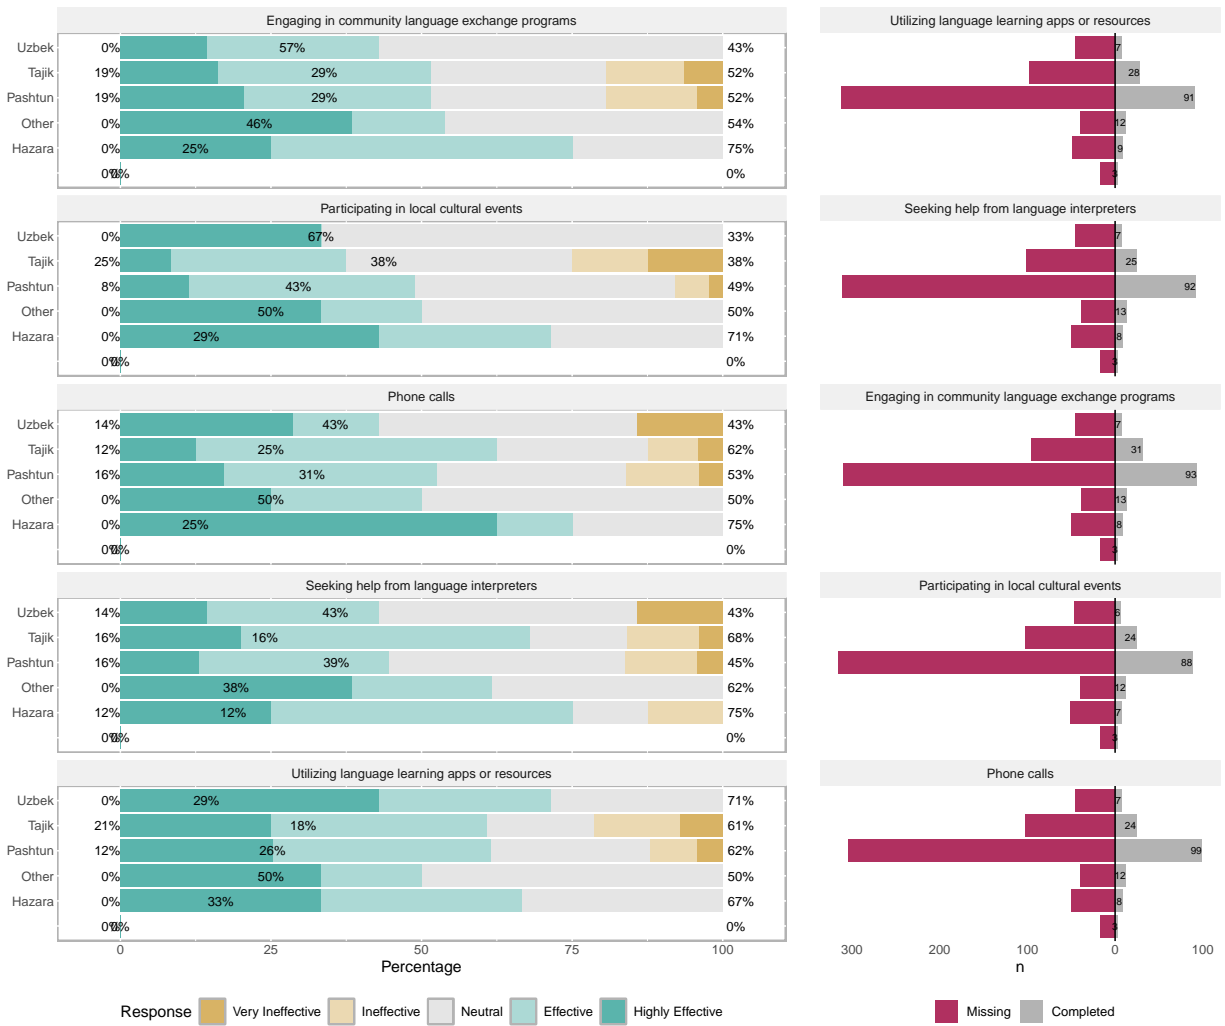 Engaging in community language exchange programs
Uzbek 0% 57% 43%
Tajik 19% 29% 52%
Pashtun 19% 29% 52%
Other 0% 46% 54%
Hazara 0% 25% 75%
0% 0% 0%
Participating in local cultural events
Uzbek 0% 67% 33%
Tajik 25% 38% 38%
Pashtun 8% 43% 49%
Other 0% 50% 50%
Hazara 0% 29% 71%
0% 0% 0%
Phone calls
Uzbek 14% 43% 43%
Tajik 12% 25% 62%
Pashtun 16% 31% 53%
Other 0% 50% 50%
Hazara 0% 25% 75%
0% 0% 0%
Seeking help from language interpreters
Uzbek 14% 43% 43%
Tajik 16% 16% 68%
Pashtun 16% 39% 45%
Other 0% 38% 62%
Hazara 12% 12% 75%
0% 0% 0%
Utilizing language learning apps or resources
Uzbek 0% 29% 71%
Tajik 21% 18% 61%
Pashtun 12% 26% 62%
Other 0% 50% 50%
Hazara 0% 33% 67%
0% 0% 0%
0 25 50 75 100
Percentage
Response Very Ineffective Ineffective Neutral Effective Highly Effective
Utilizing language learning apps or resources
7
28
91
12
9
3
Seeking help from language interpreters
7
25
92
13
8
3
Engaging in community language exchange programs
7
31
93
13
8
3
Participating in local cultural events
6
24
88
12
7
3
Phone calls
7
24
99
12
8
3
300 200 100 0 100
n
Missing Completed